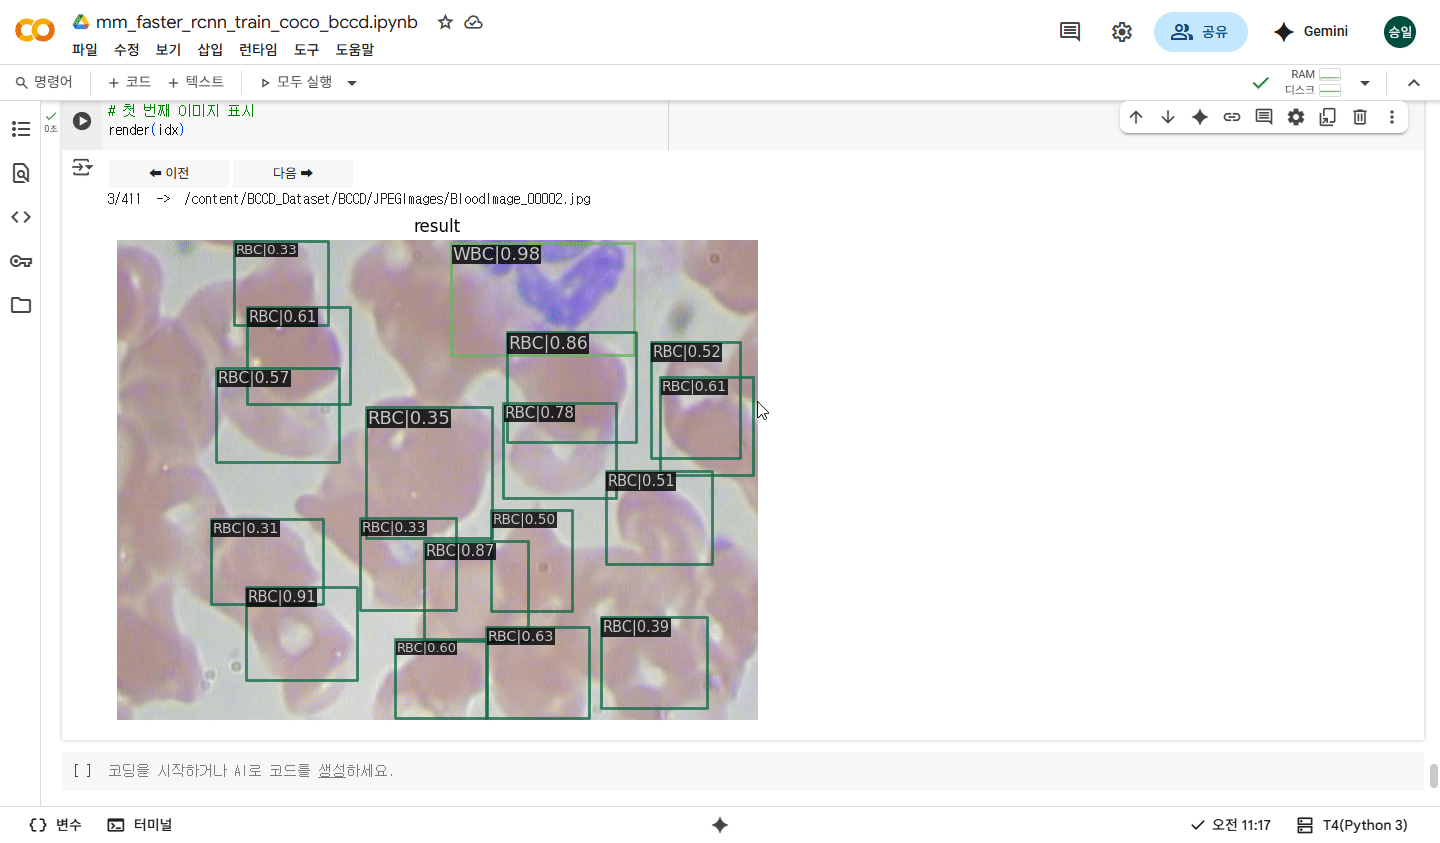 mm_faster_rcnn_train_coco_bccd.ipynb
파일 수정 보기 삽입 런타임 도구 도움말
공유
Gemini
승일
명령어 + 코드 + 텍스트 모두 실행
RAM
디스크
0초
# 첫 번째 이미지 표시
render(idx)
⬅ 이전 다음 ➡
3/411 -> /content/BCCD_Dataset/BCCD/JPEGImages/BloodImage_00002.jpg
result
RBC|0.33
WBC|0.98
RBC|0.61
RBC|0.86
RBC|0.52
RBC|0.57
RBC|0.61
RBC|0.35
RBC|0.78
RBC|0.51
RBC|0.31
RBC|0.33
RBC|0.50
RBC|0.87
RBC|0.91
RBC|0.60
RBC|0.63
RBC|0.39
[ ] 코딩을 시작하거나 AI로 코드를 생성하세요.
변수 터미널
오전 11:17 T4(Python 3)